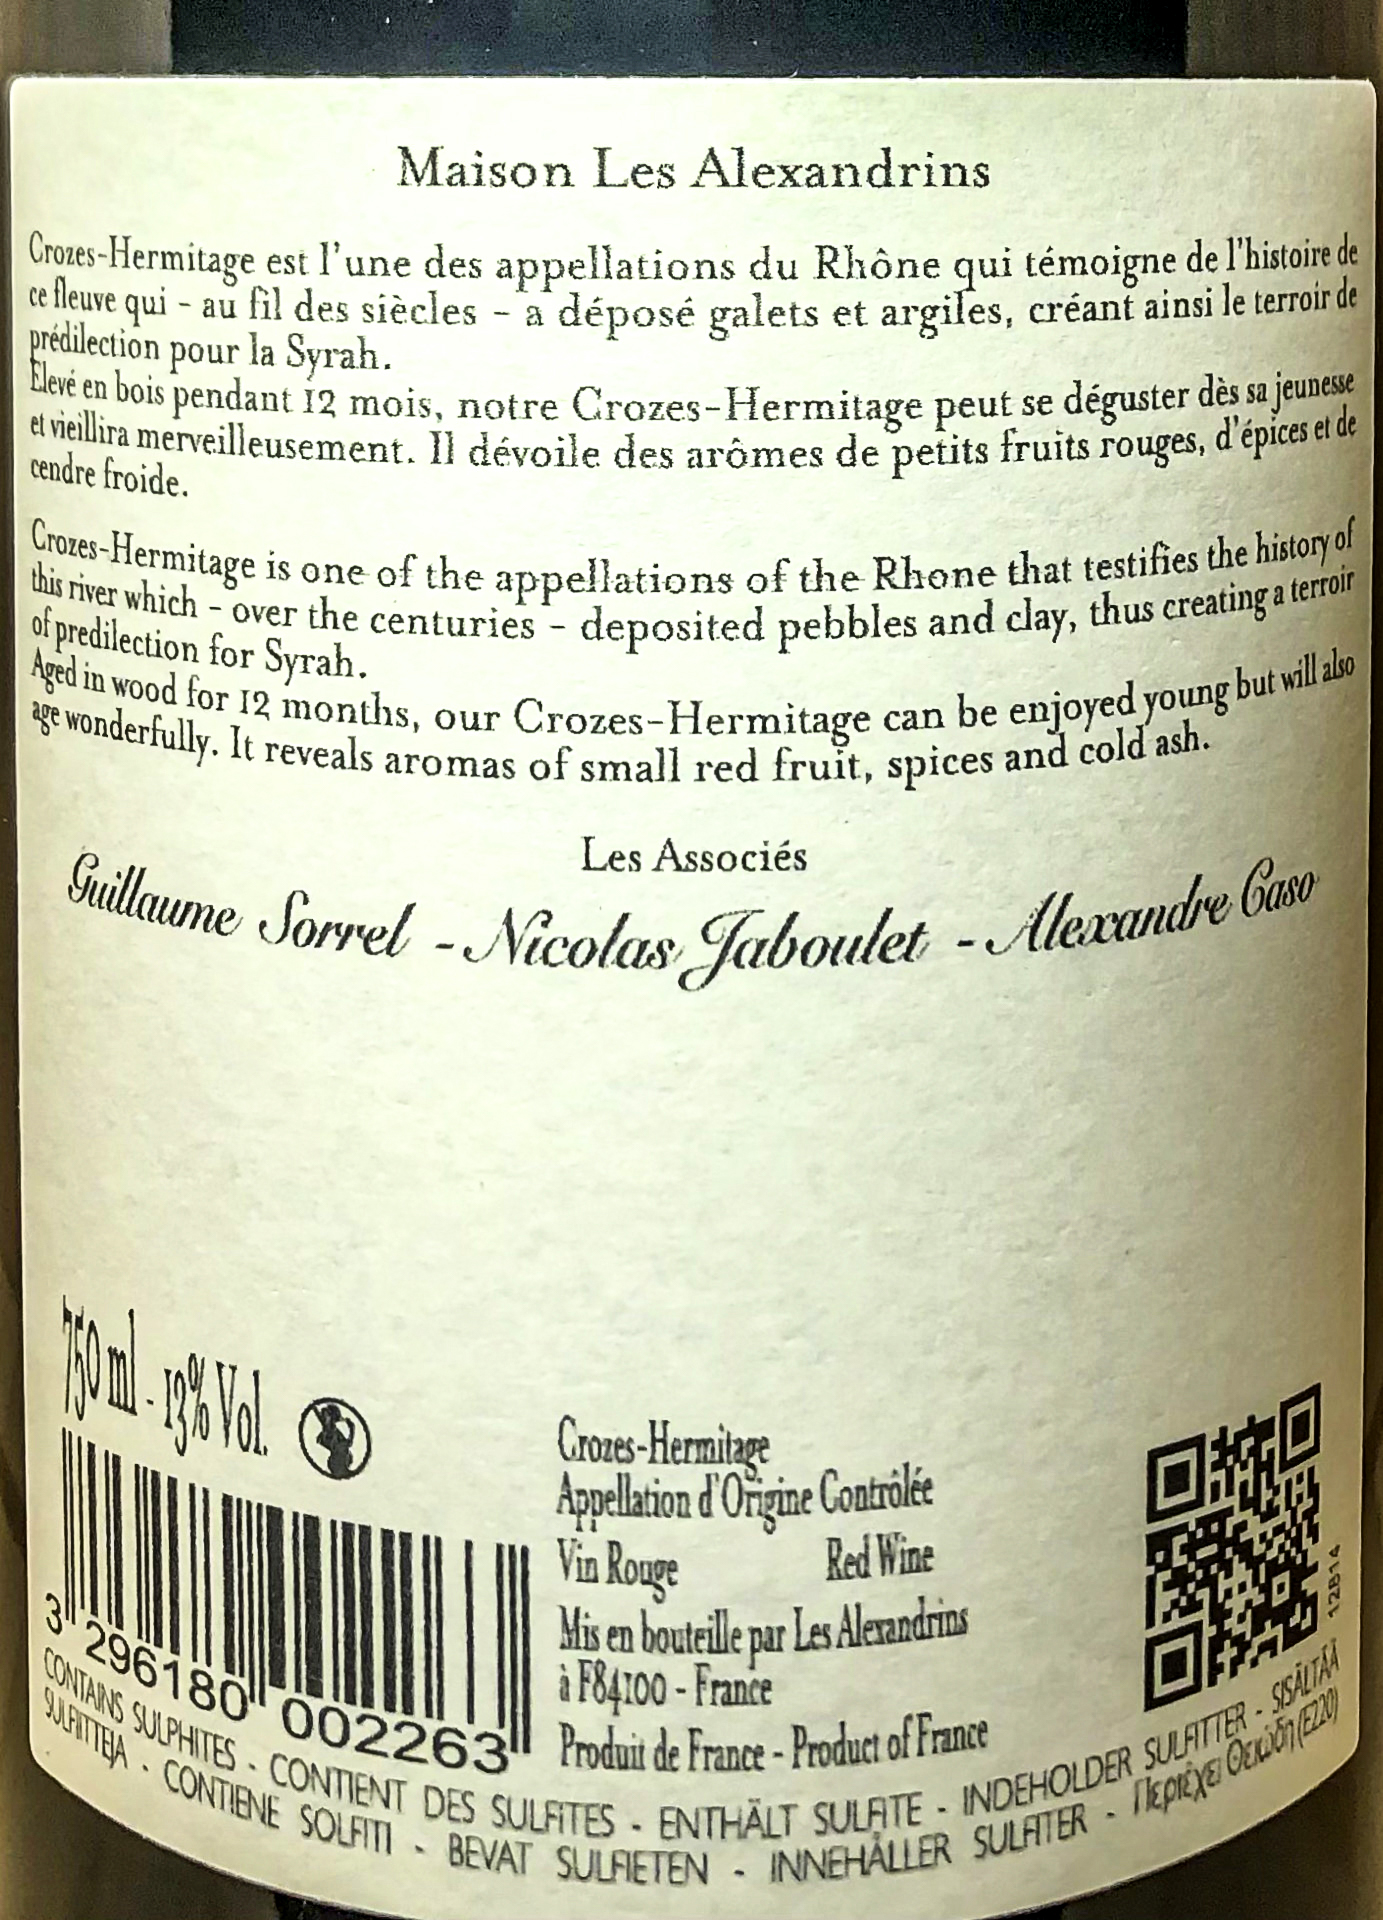 Maison Les Alexandrins
Crozes-Hermitage est l'une des appellations du Rhône qui témoigne de l'histoire de
ce fleuve qui - au fil des siècles - a déposé galets et argiles, créant ainsi le terroir de
prédilection pour la Syrah.
Élevé en bois pendant 12 mois, notre Crozes-Hermitage peut se déguster dès sa jeunesse
et vieillira merveilleusement. Il dévoile des arômes de petits fruits rouges, d'épices et de
cendre froide.
Crozes-Hermitage is one of the appellations of the Rhone that testifies the history of
this river which - over the centuries - deposited pebbles and clay, thus creating a terroir
of predilection for Syrah.
Aged in wood for 12 months, our Crozes-Hermitage can be enjoyed young but will also
age wonderfully. It reveals aromas of small red fruit, spices and cold ash.
Les Associés
Guillaume Sorrel - Nicolas Jaboulet - Alexandre Caso
750 ml - 13% Vol.
Crozes-Hermitage
Appellation d'Origine Contrôlée
Vin Rouge Red Wine
Mis en bouteille par Les Alexandrins
à F84100 - France
Produit de France - Product of France
3 296180 002263
12814
CONTAINS SULPHITES - CONTIENT DES SULFITES - ENTHÄLT SULFITE - INDEHOLDER SULFITTER - SISÄLTÄÄ
SULFIITTEJA - CONTIENE SOLFITI - BEVAT SULFIETEN - INNEHÅLLER SULFITER - Περιέχει Θειώδη (E220)